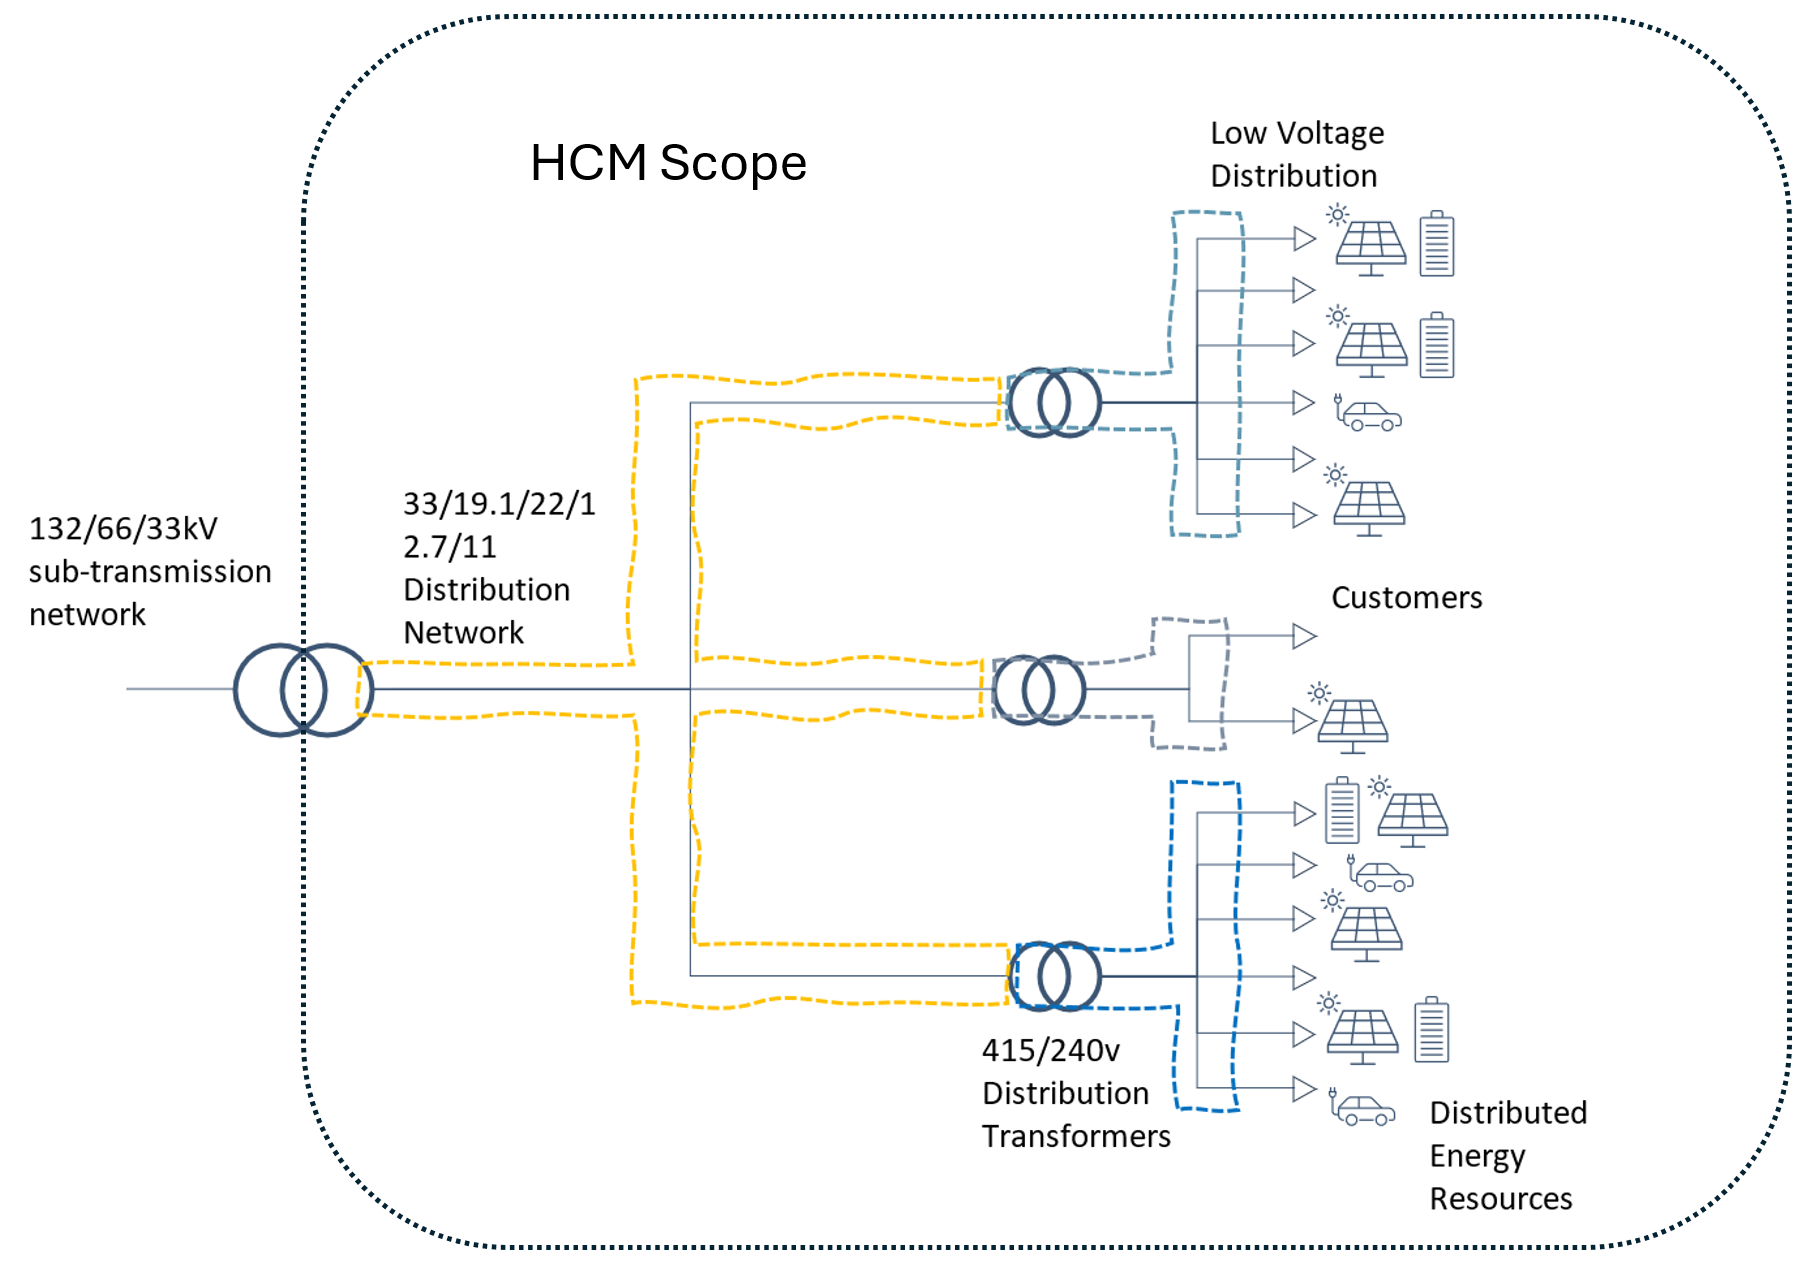 HCM Scope
Low Voltage
Distribution
132/66/33kV
sub-transmission
network
33/19.1/22/1
2.7/11
Distribution
Network
Customers
415/240v
Distribution
Transformers
Distributed
Energy
Resources